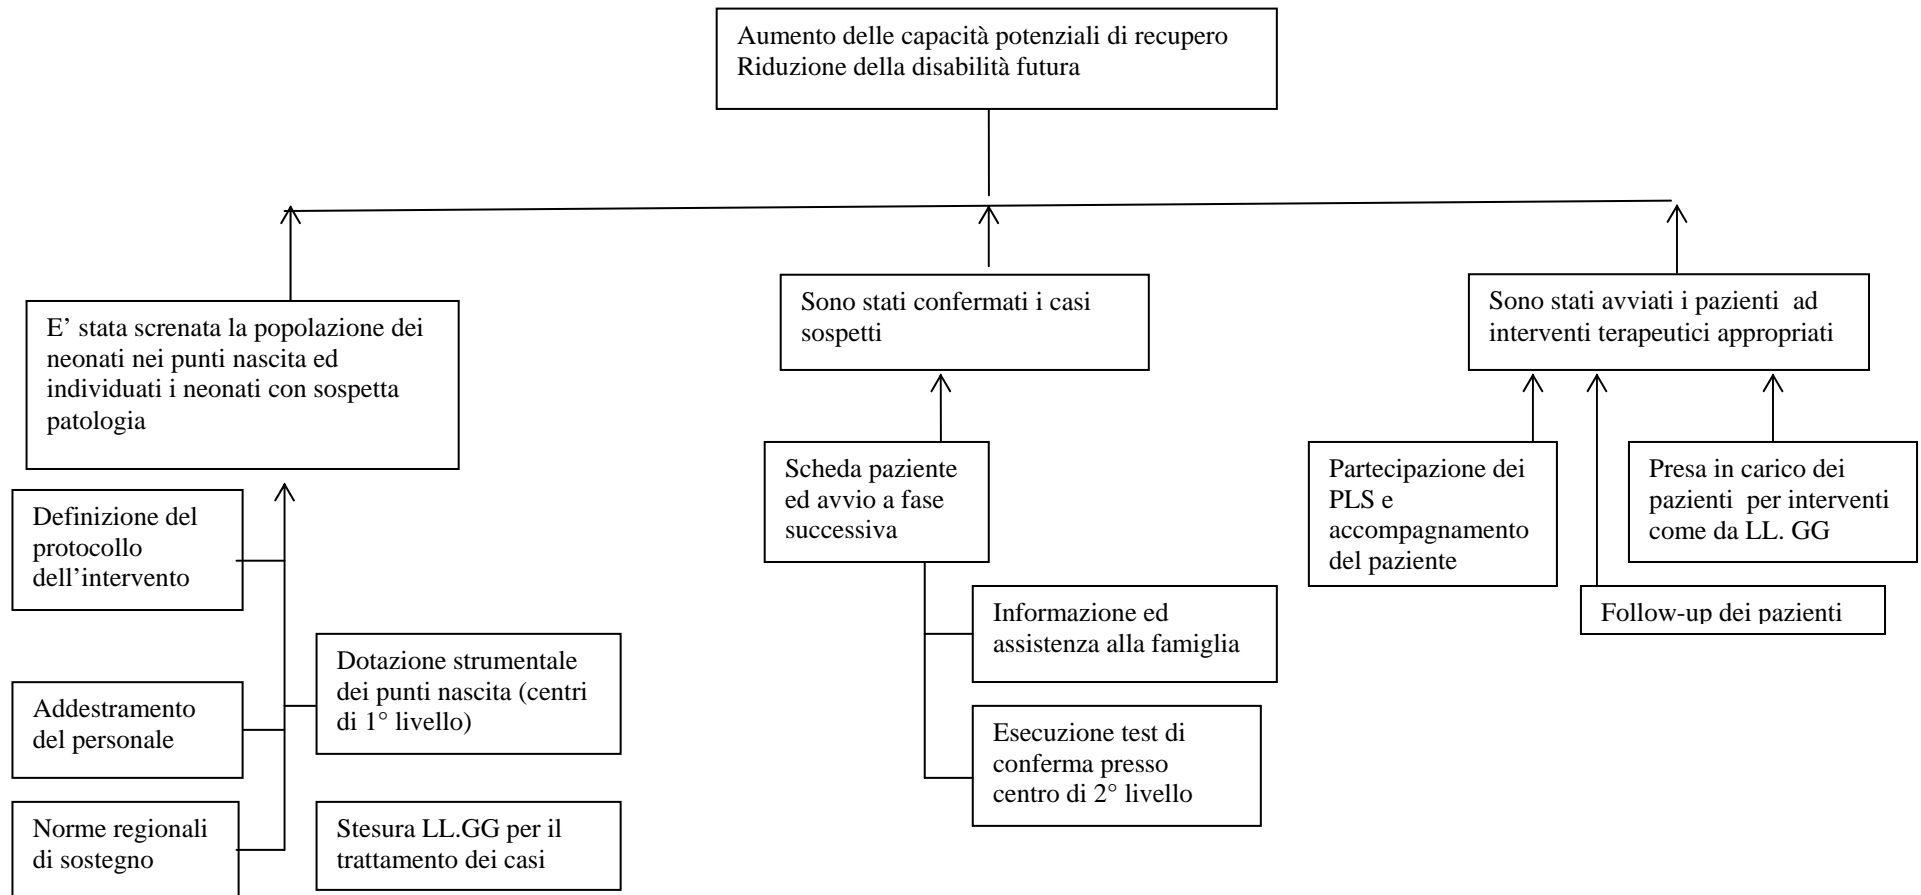 Aumento delle capacità potenziali di recupero
Riduzione della disabilità futura
E’ stata screnata la popolazione dei
neonati nei punti nascita ed
individuati i neonati con sospetta
patologia
Sono stati confermati i casi
sospetti
Sono stati avviati i pazienti ad
interventi terapeutici appropriati
Definizione del
protocollo
dell’intervento
Dotazione strumentale
dei punti nascita (centri
di 1° livello)
Addestramento
del personale
Norme regionali
di sostegno
Stesura LL.GG per il
trattamento dei casi
Scheda paziente
ed avvio a fase
successiva
Informazione ed
assistenza alla famiglia
Esecuzione test di
conferma presso
centro di 2° livello
Partecipazione dei
PLS e
accompagnamento
del paziente
Presa in carico dei
pazienti per interventi
come da LL. GG
Follow-up dei pazienti